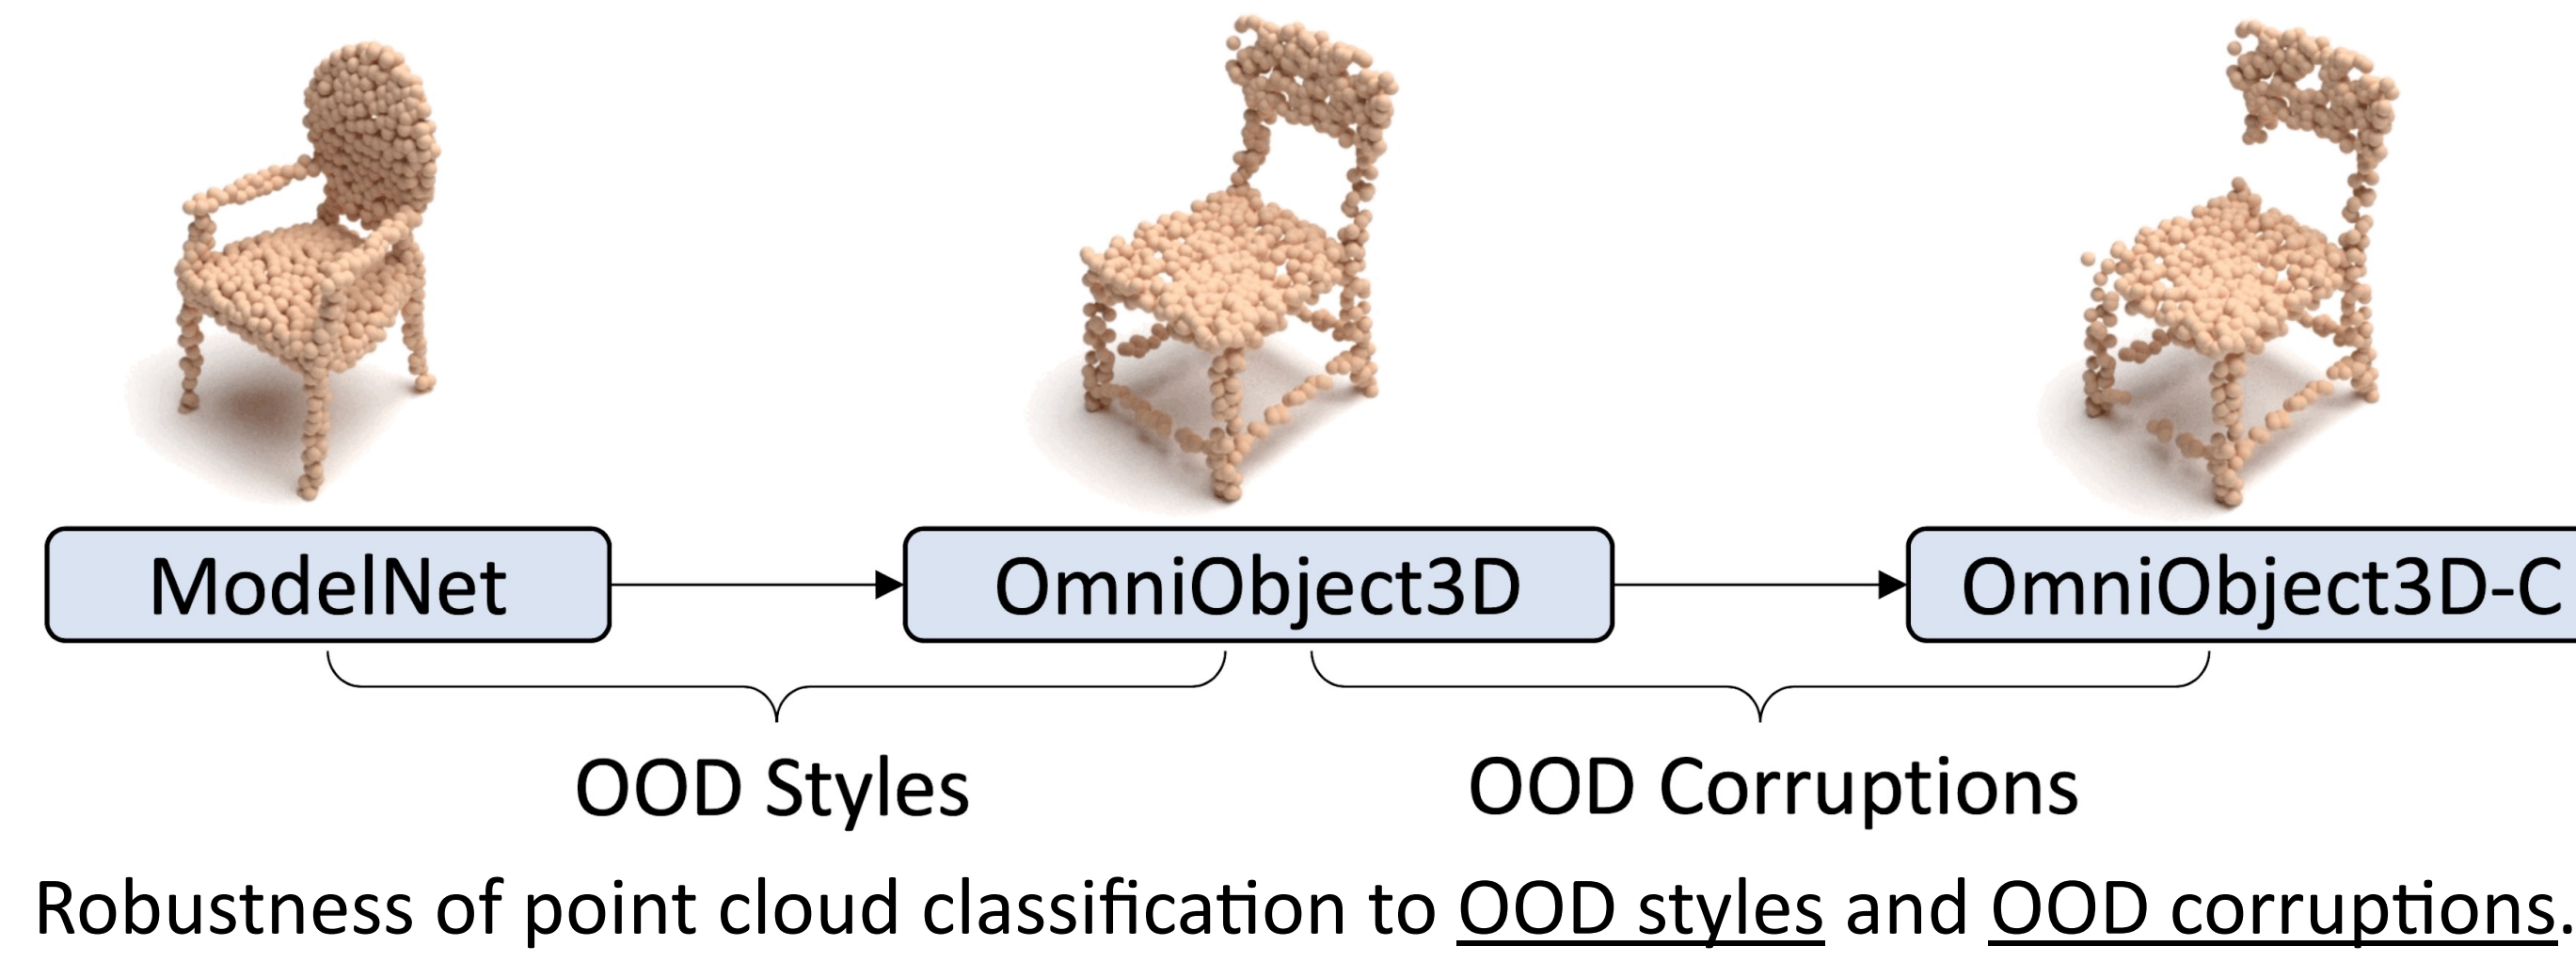 ModelNet
OmniObject3D
OmniObject3D-C
OOD Styles
OOD Corruptions
Robustness of point cloud classification to OOD styles and OOD corruptions.